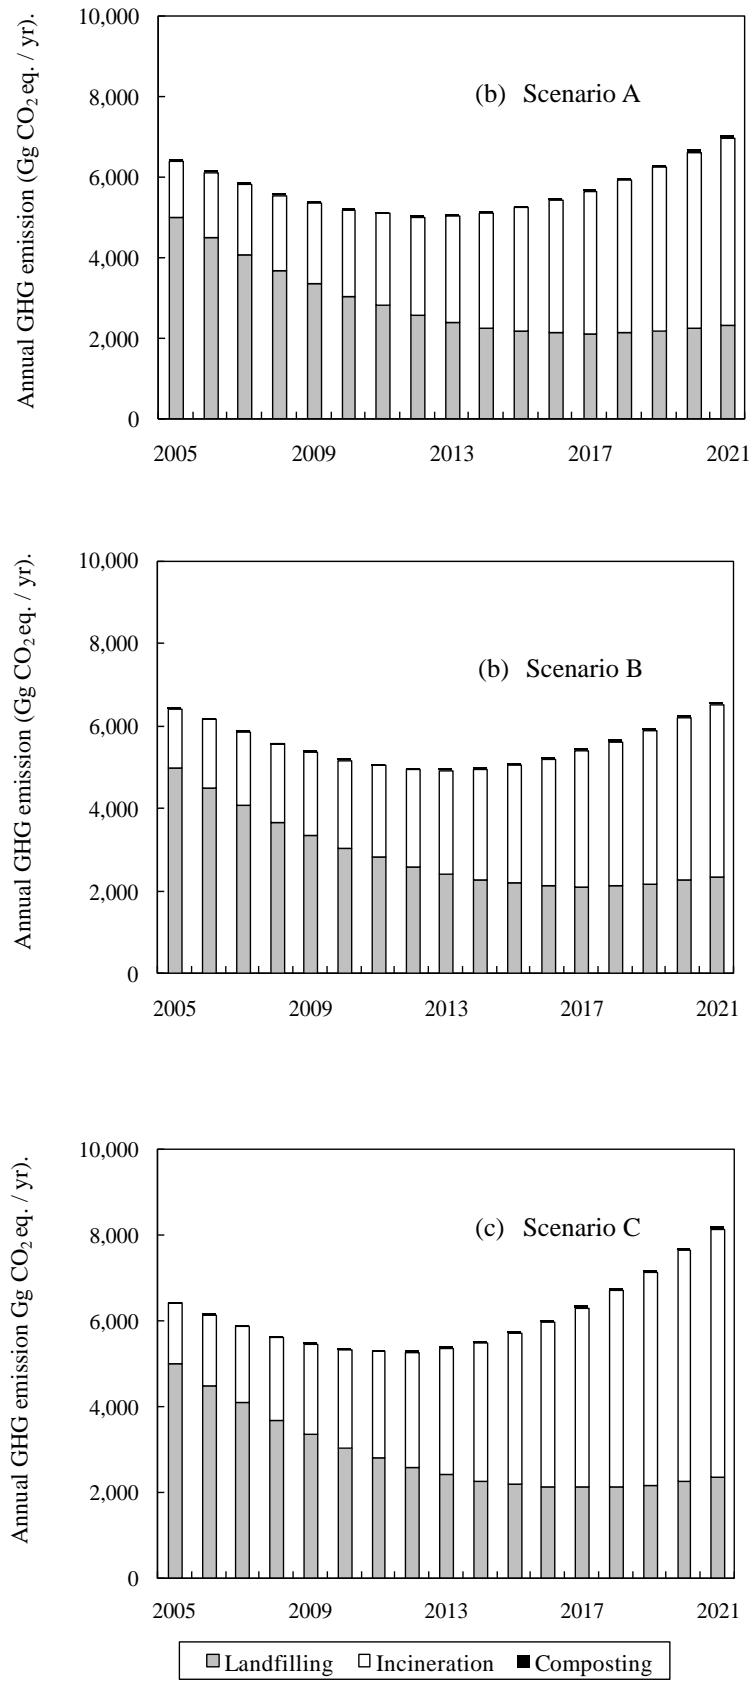 Annual GHG emission (Gg CO₂ eq. / yr).
10,000
8,000
6,000
4,000
2,000
0
(b) Scenario A
2005 2009 2013 2017 2021
Annual GHG emission (Gg CO₂ eq. / yr).
10,000
8,000
6,000
4,000
2,000
0
(b) Scenario B
2005 2009 2013 2017 2021
Annual GHG emission Gg CO₂ eq. / yr).
10,000
8,000
6,000
4,000
2,000
0
(c) Scenario C
2005 2009 2013 2017 2021
Landfilling Incineration Composting